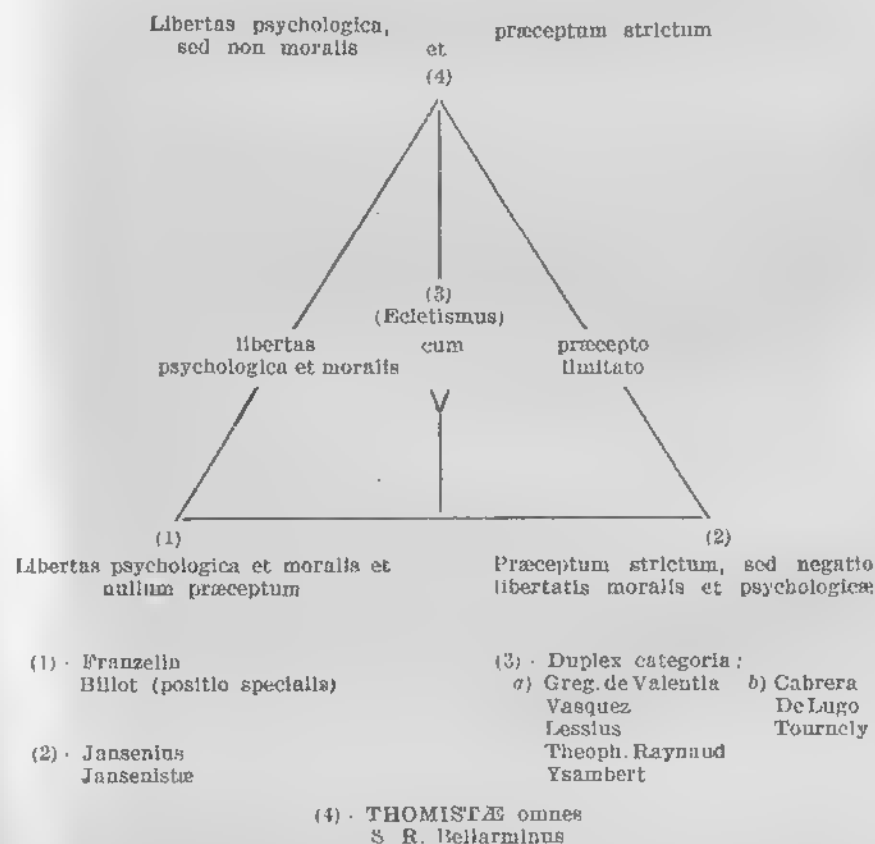 Libertas psychologica,
sed non moralis et præceptum strictum
(4)
(3)
(Ecletismus)
libertas cum præcepto
psychologica et moralis limitato
(1) (2)
Libertas psychologica et moralis et
nullum præceptum
Præceptum strictum, sed negatio
libertatis moralis et psychologicæ
(1) · Franzelin
Billot (positio specialis)
(2) · Jansenius
Jansenistæ
(3) · Duplex categoria :
a) Greg. de Valentia b) Cabrera
Vasquez De Lugo
Lessius Tournely
Theoph. Raynaud
Ysambert
(4) · THOMISTÆ omnes
S R. Bellarminus